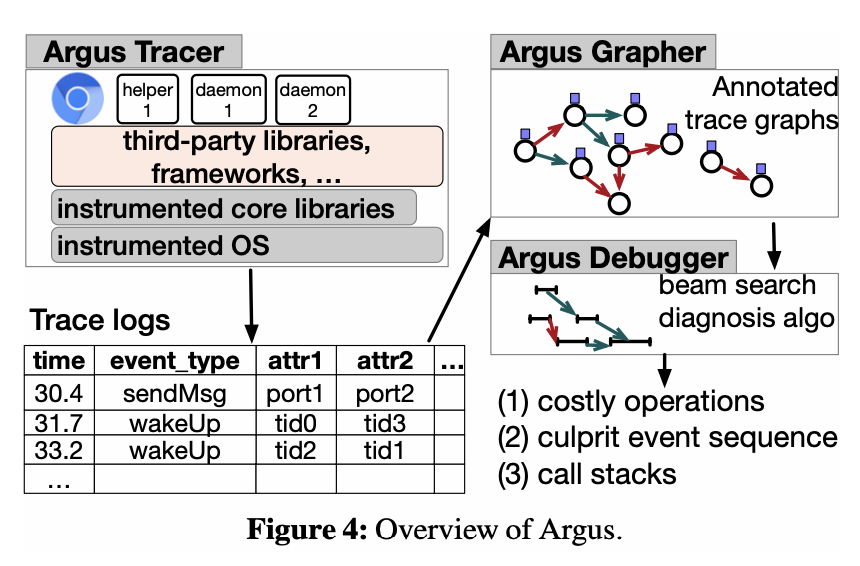 Argus Tracer
helper
1
daemon
1
daemon
2
third-party libraries,
frameworks, ...
instrumented core libraries
instrumented OS
Trace logs
time event_type attr1 attr2 ...
30.4 sendMsg port1 port2
31.7 wakeUp tid0 tid3
33.2 wakeUp tid2 tid1
...
Argus Grapher
Annotated
trace graphs
Argus Debugger
beam search
diagnosis algo
(1) costly operations
(2) culprit event sequence
(3) call stacks
Figure 4: Overview of Argus.